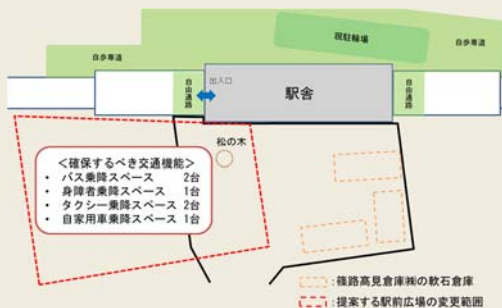 現駐輪場
自歩車道
自歩車道
自由通路
出入口
駅舎
自由通路
松の木
＜確保するべき交通機能＞
・ バス乗降スペース 2台
・ 身障者乗降スペース 1台
・ タクシー乗降スペース 2台
・ 自家用車乗降スペース 1台
：篠路高見倉庫㈱の軟石倉庫
：提案する駅前広場の変更範囲